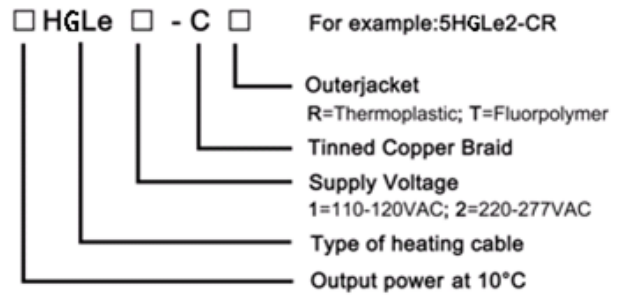 □ HGLe □ - C □ For example:5HGLe2-CR
Outerjacket
R=Thermoplastic; T=Fluorpolymer
Tinned Copper Braid
Supply Voltage
1=110-120VAC; 2=220-277VAC
Type of heating cable
Output power at 10°C